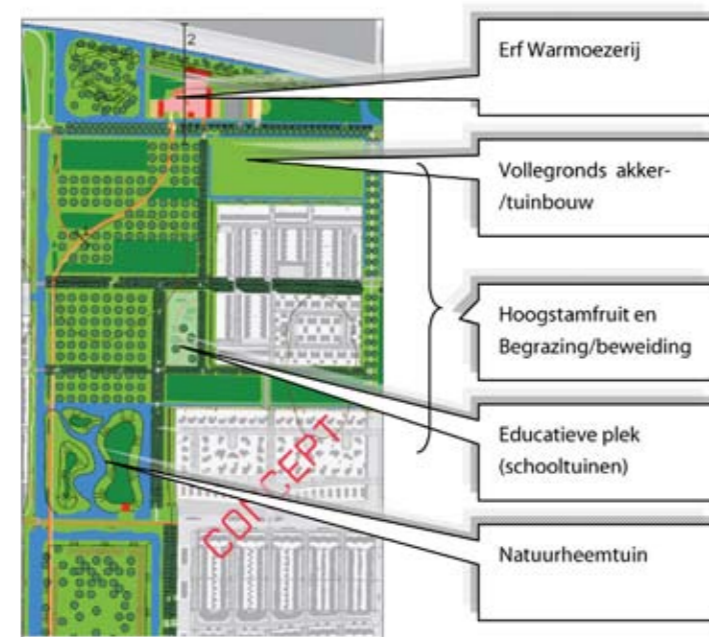 2
Erf Warmoezerij
Vollegronds akker-
/tuinbouw
Hoogstamfruit en
Begrazing/beweiding
Educatieve plek
(schooltuinen)
Natuurheemtuin
CONCEPT